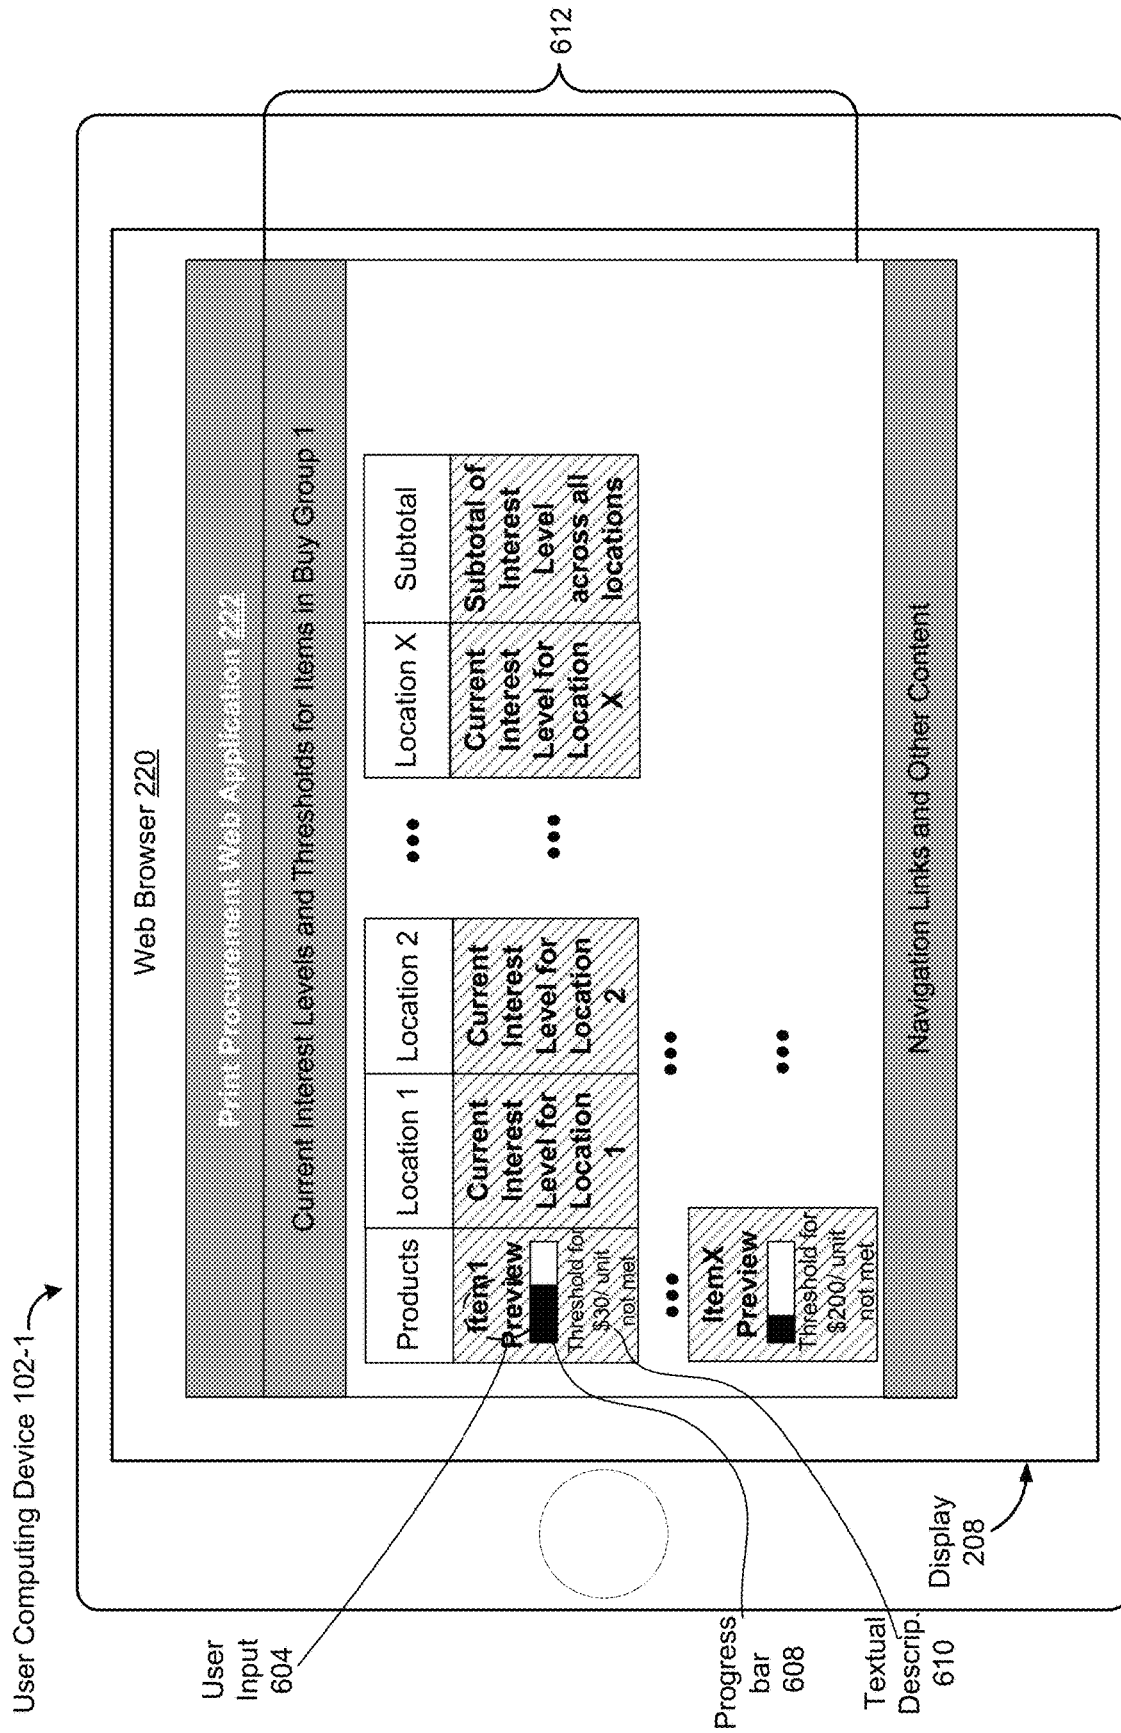 User Computing Device 102-1
Web Browser 220
Print Procurement Web Application 222
Current Interest Levels and Thresholds for Items in Buy Group 1
Products
Location 1
Location 2
•••
Location X
Subtotal
Item1
Preview
Threshold for
$30/ unit
not met
Current
Interest
Level for
Location
1
Current
Interest
Level for
Location
2
•••
Current
Interest
Level for
Location
X
Subtotal of
Interest
Level
across all
locations
•••
•••
ItemX
Preview
Threshold for
$200/ unit
not met
•••
Navigation Links and Other Content
612
User
Input
604
Progress
bar
608
Textual
Descrip.
610
Display
208